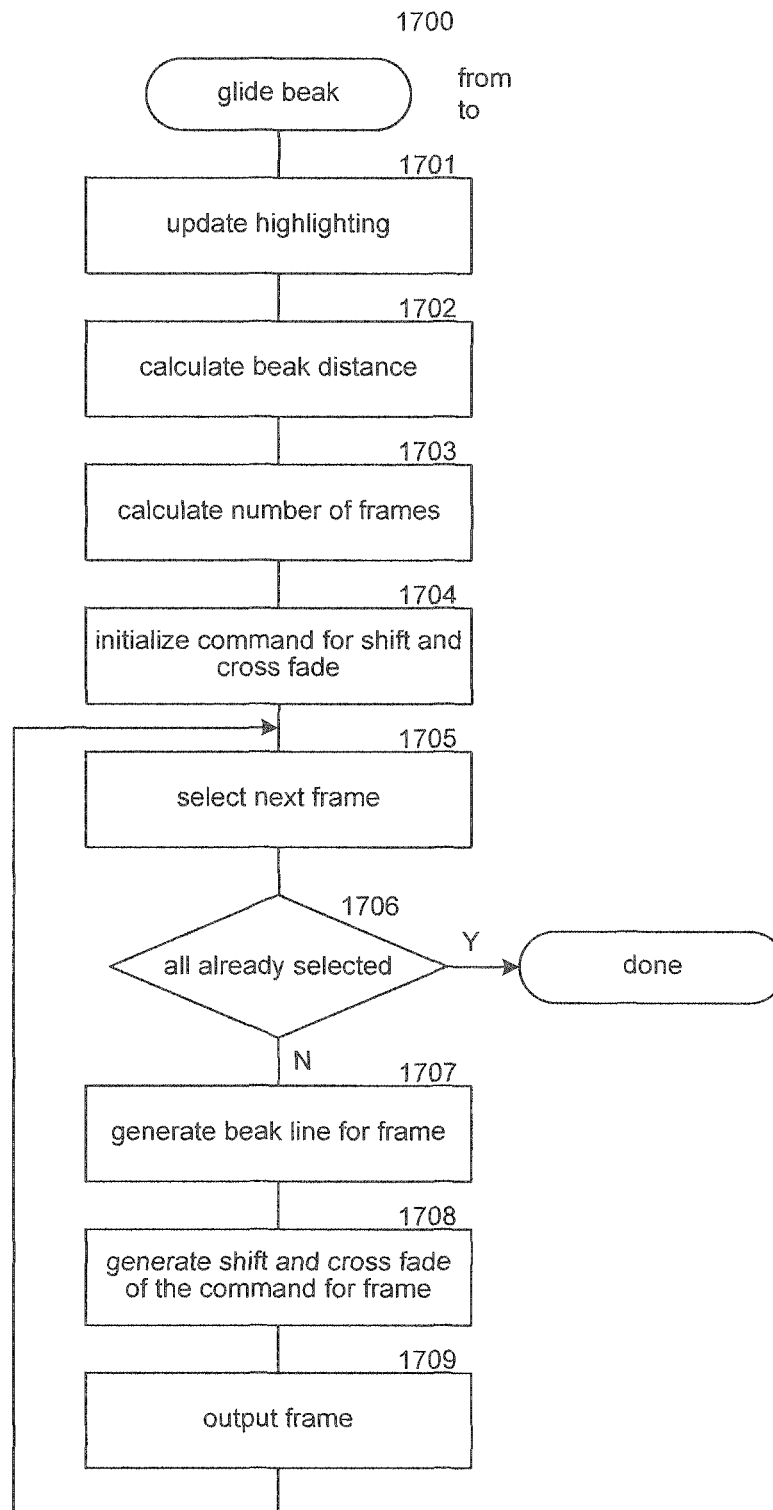 1700
glide beak
from
to
1701
update highlighting
1702
calculate beak distance
1703
calculate number of frames
1704
initialize command for shift and
cross fade
1705
select next frame
1706
all already selected
Y
done
N
1707
generate beak line for frame
1708
generate shift and cross fade
of the command for frame
1709
output frame